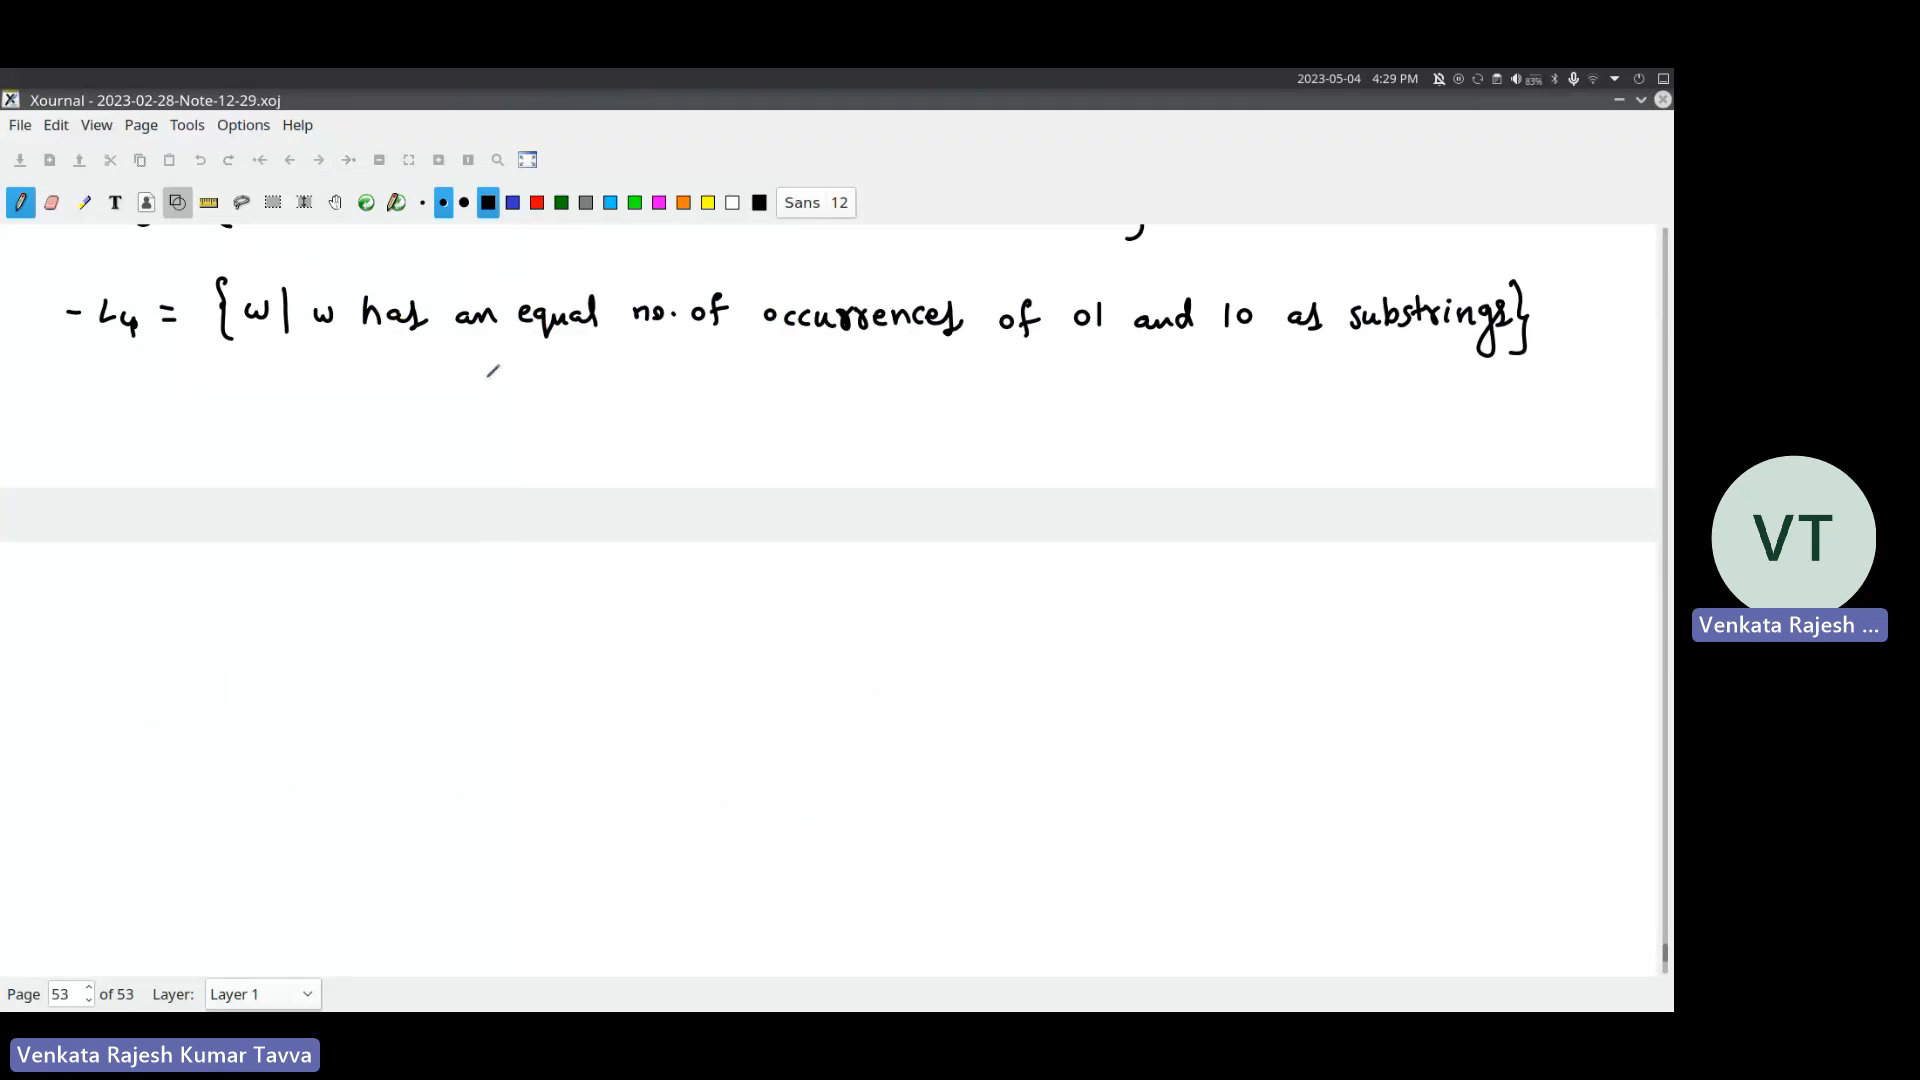 2023-05-04 4:29 PM 83%
Xournal - 2023-02-28-Note-12-29.xoj
File Edit View Page Tools Options Help
T Sans 12
- L4 = {w| w has an equal no. of occurrences of 01 and 10 as substrings}
VT
Venkata Rajesh ...
Page 53 of 53 Layer: Layer 1
Venkata Rajesh Kumar Tavva